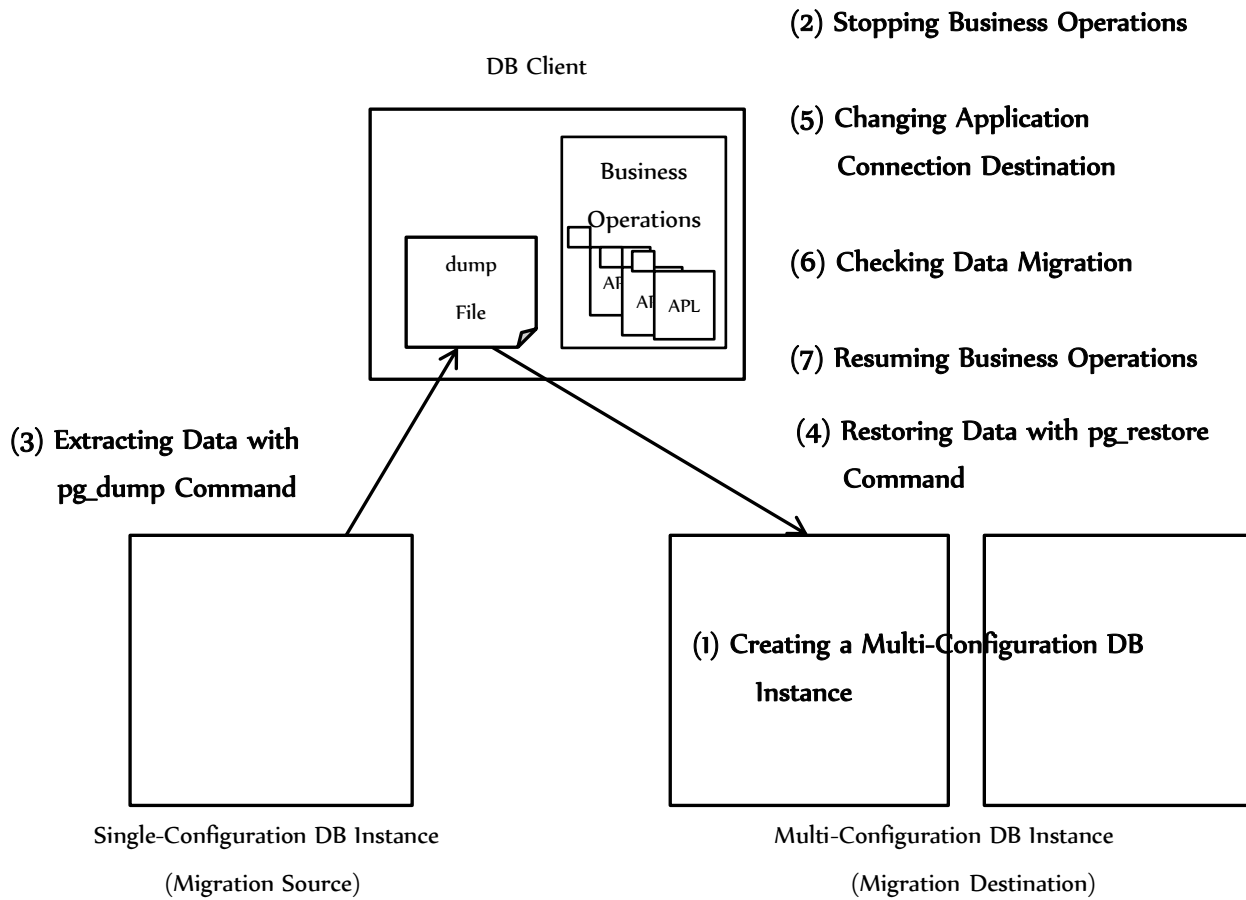 (2) Stopping Business Operations
DB Client
(5) Changing Application
Connection Destination
Business
Operations
dump
File
AP
AP
APL
(6) Checking Data Migration
(7) Resuming Business Operations
(3) Extracting Data with
pg_dump Command
(4) Restoring Data with pg_restore
Command
(1) Creating a Multi-Configuration DB
Instance
Single-Configuration DB Instance
(Migration Source)
Multi-Configuration DB Instance
(Migration Destination)